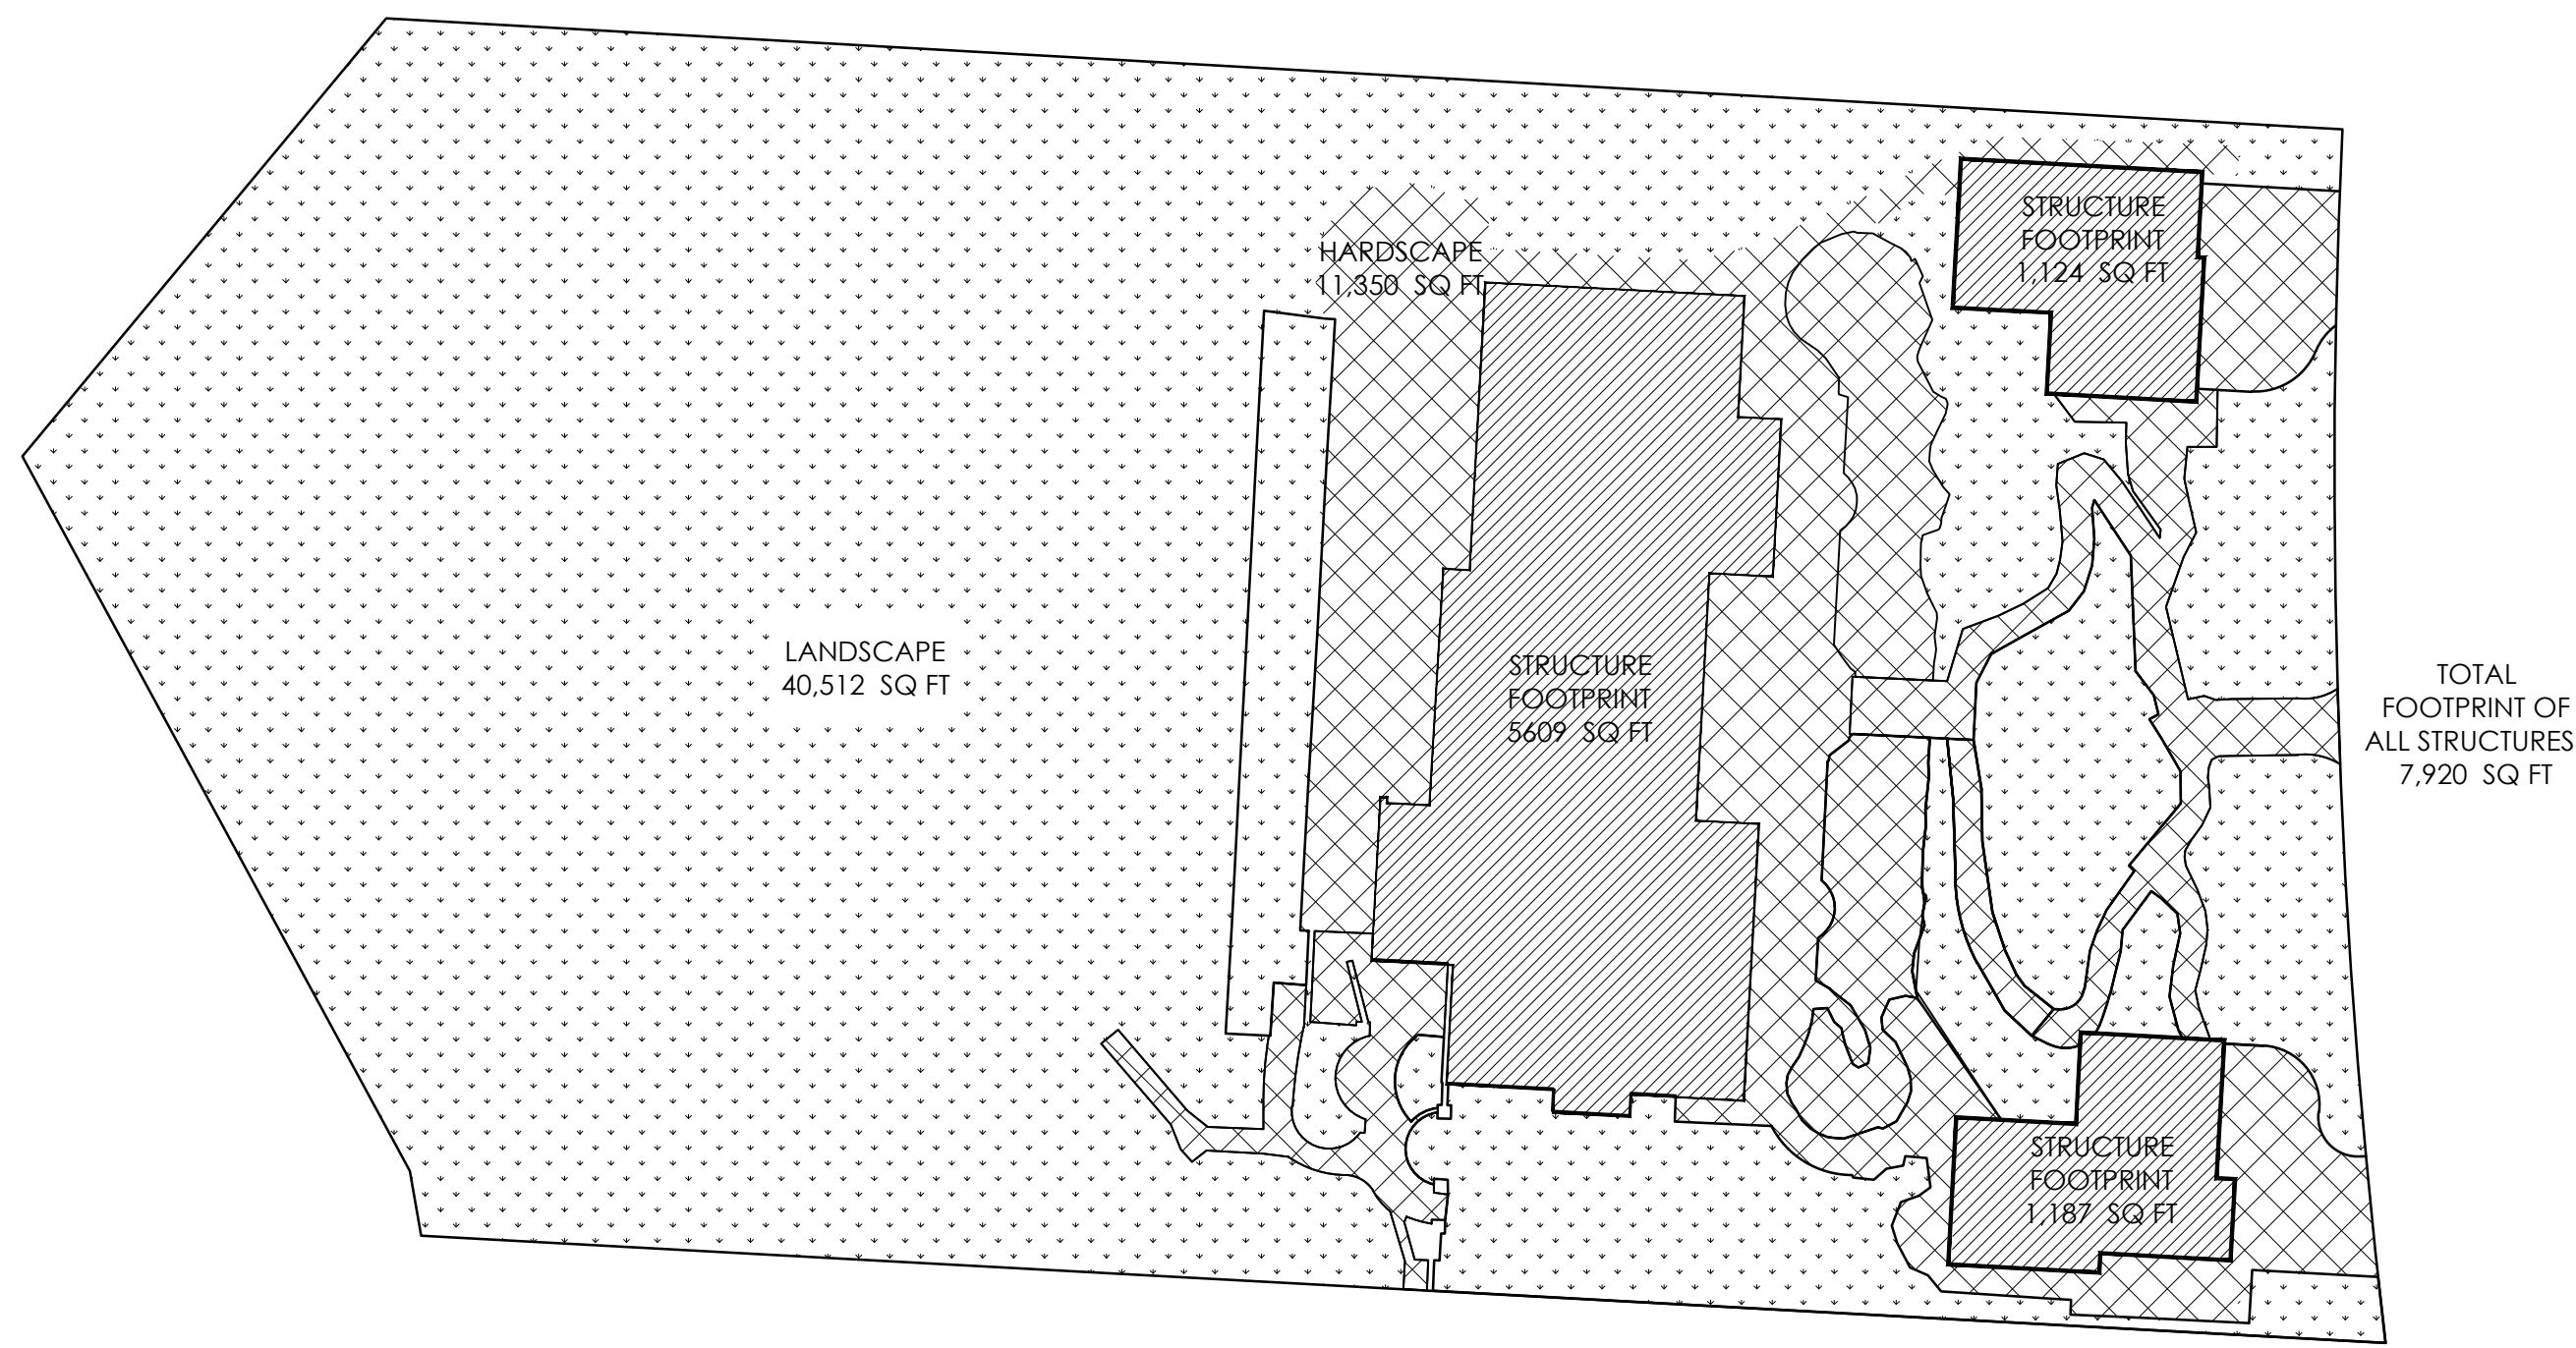 STRUCTURE
FOOTPRINT
1,124 SQ FT
HARDSCAPE
11,350 SQ FT
LANDSCAPE
40,512 SQ FT
STRUCTURE
FOOTPRINT
5609 SQ FT
TOTAL
FOOTPRINT OF
ALL STRUCTURES
7,920 SQ FT
STRUCTURE
FOOTPRINT
1,187 SQ FT